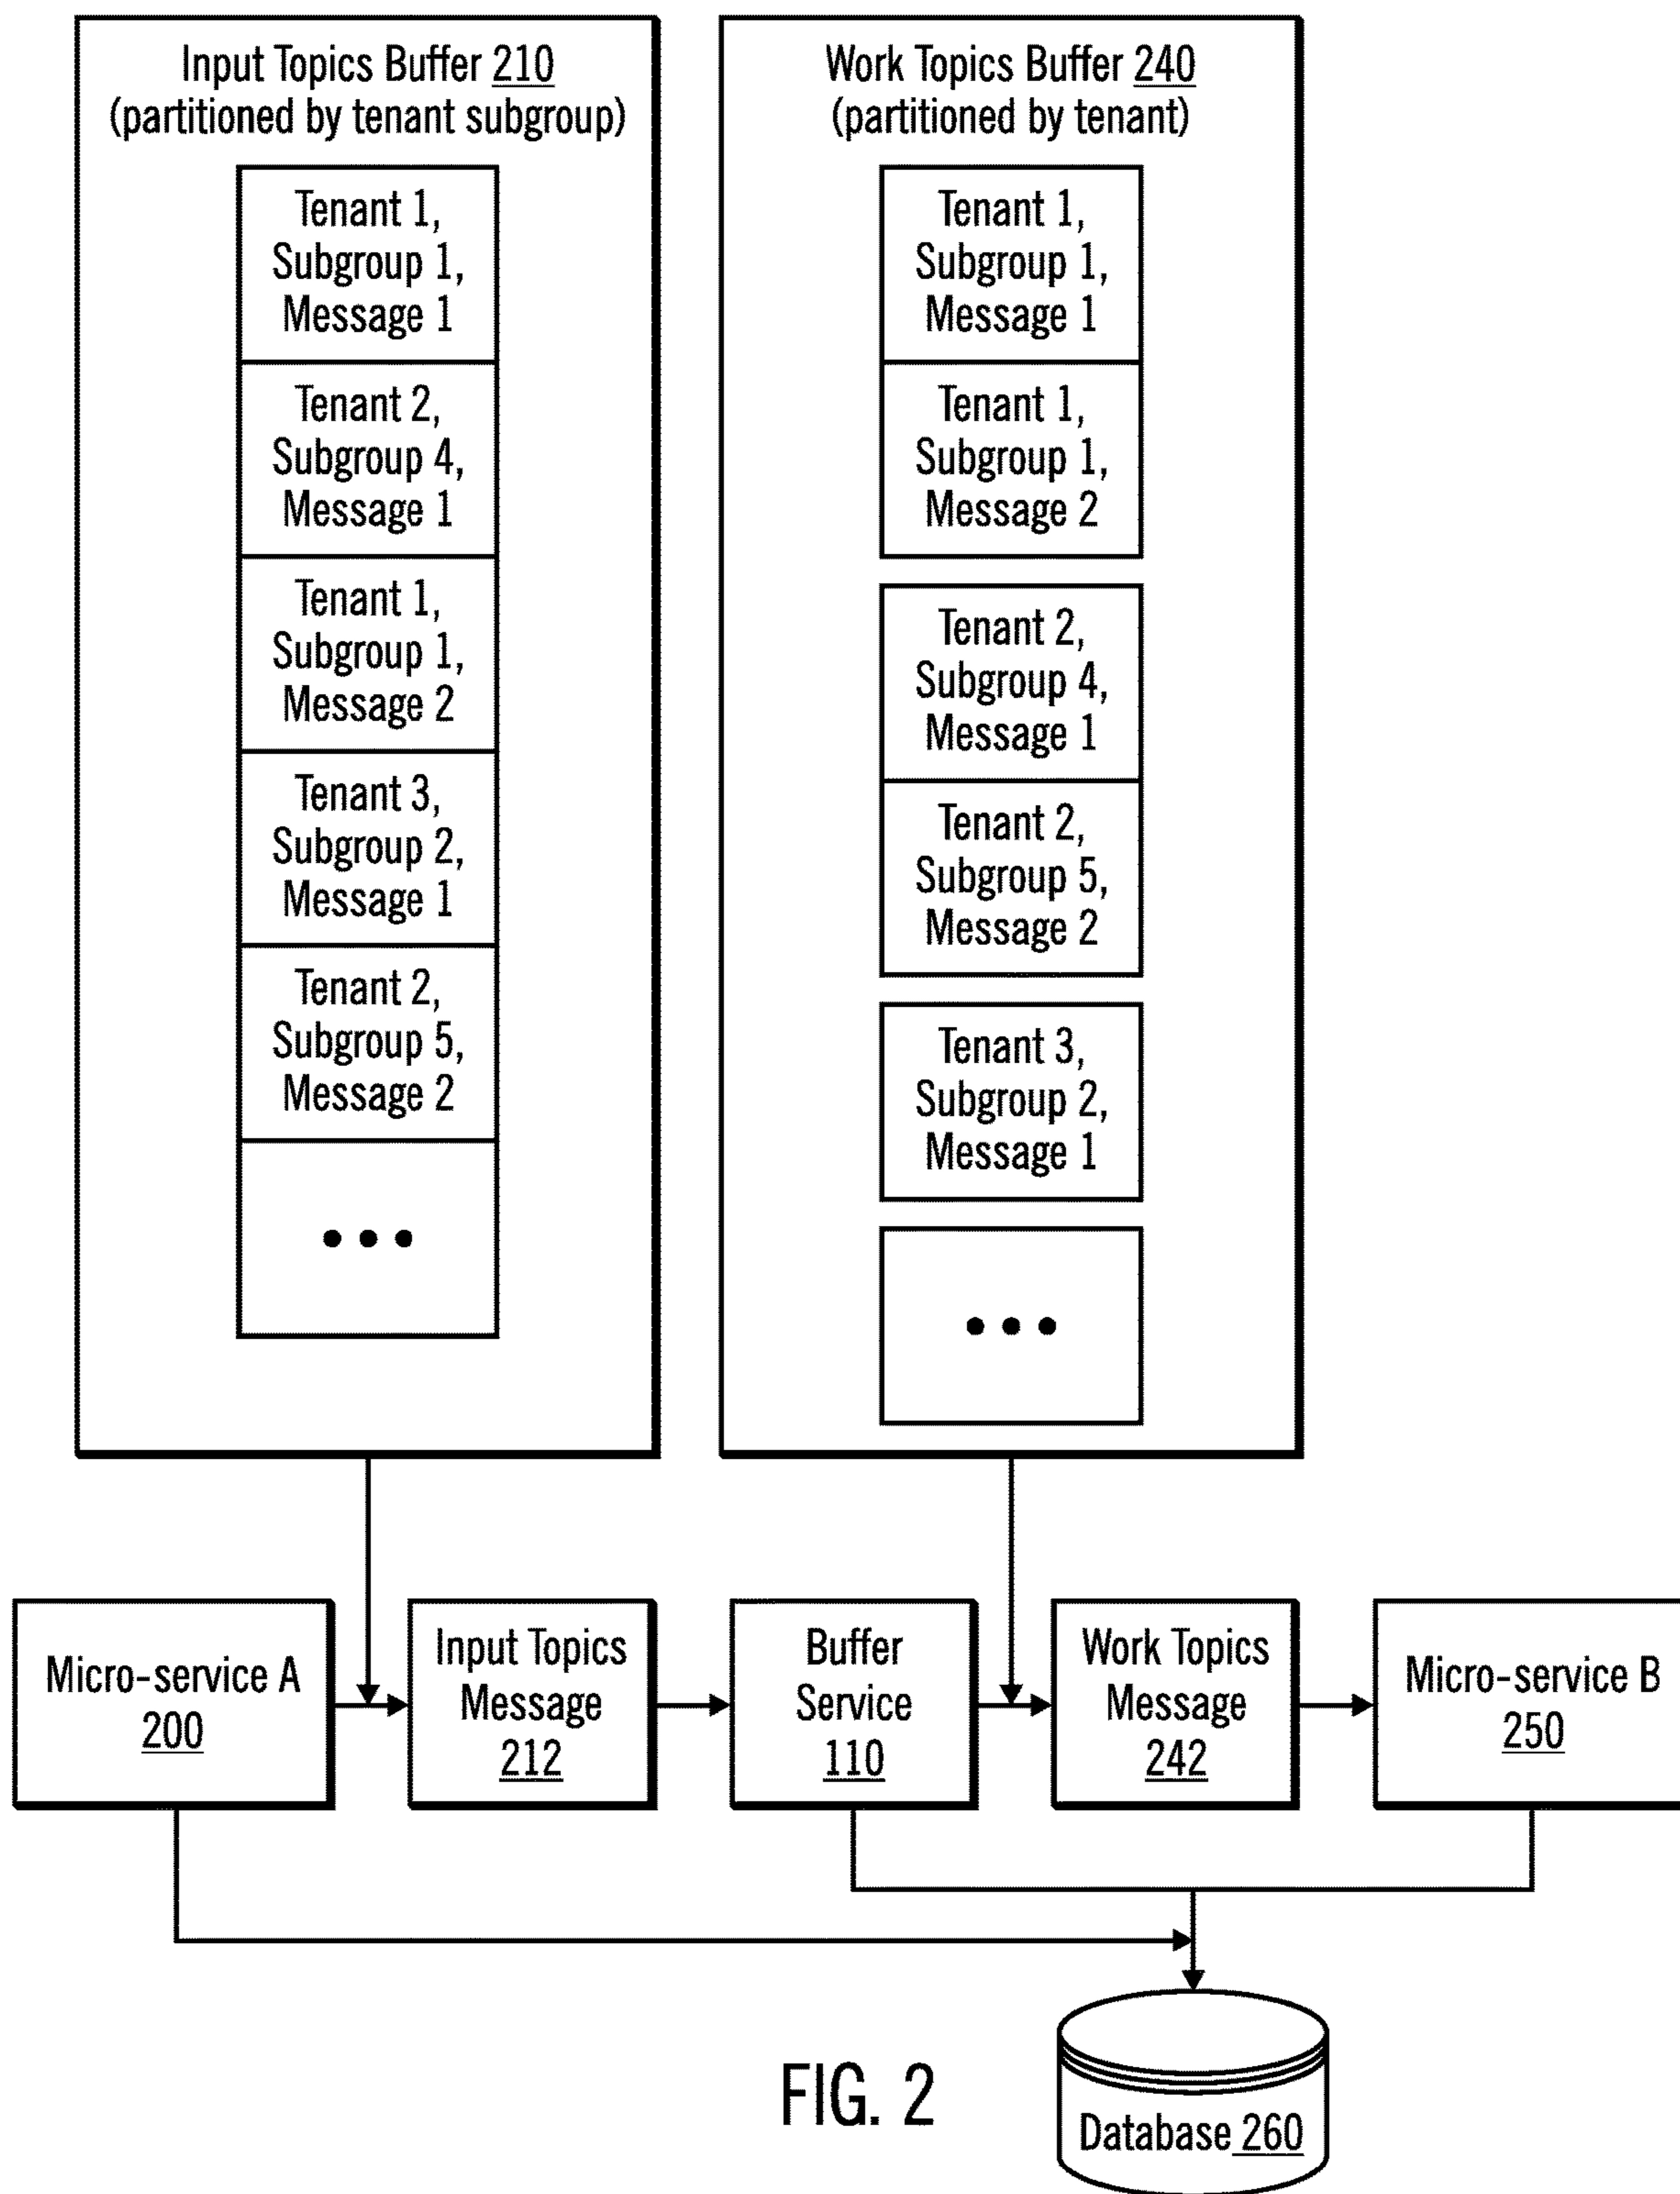 Input Topics Buffer 210
(partitioned by tenant subgroup)
Tenant 1,
Subgroup 1,
Message 1
Tenant 2,
Subgroup 4,
Message 1
Tenant 1,
Subgroup 1,
Message 2
Tenant 3,
Subgroup 2,
Message 1
Tenant 2,
Subgroup 5,
Message 2
•••
Work Topics Buffer 240
(partitioned by tenant)
Tenant 1,
Subgroup 1,
Message 1
Tenant 1,
Subgroup 1,
Message 2
Tenant 2,
Subgroup 4,
Message 1
Tenant 2,
Subgroup 5,
Message 2
Tenant 3,
Subgroup 2,
Message 1
•••
Micro-service A
200
Input Topics
Message
212
Buffer
Service
110
Work Topics
Message
242
Micro-service B
250
FIG. 2
Database 260